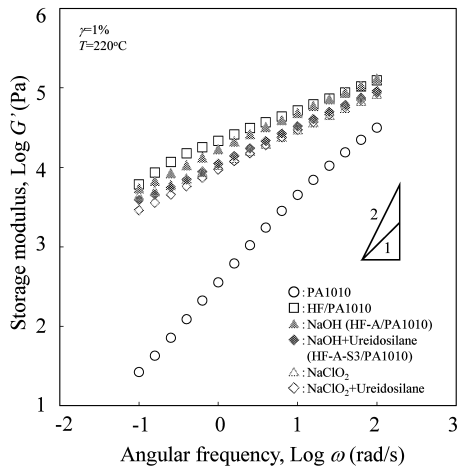 6
5
4
3
2
1
-2
-1
0
1
2
3
Storage modulus, Log G' (Pa)
Angular frequency, Log ω (rad/s)
γ=1%
T=220°C
2
1
: PA1010
: HF/PA1010
: NaOH (HF-A/PA1010)
: NaOH+Ureidosilane
(HF-A-S3/PA1010)
: NaClO₂
: NaClO₂+Ureidosilane